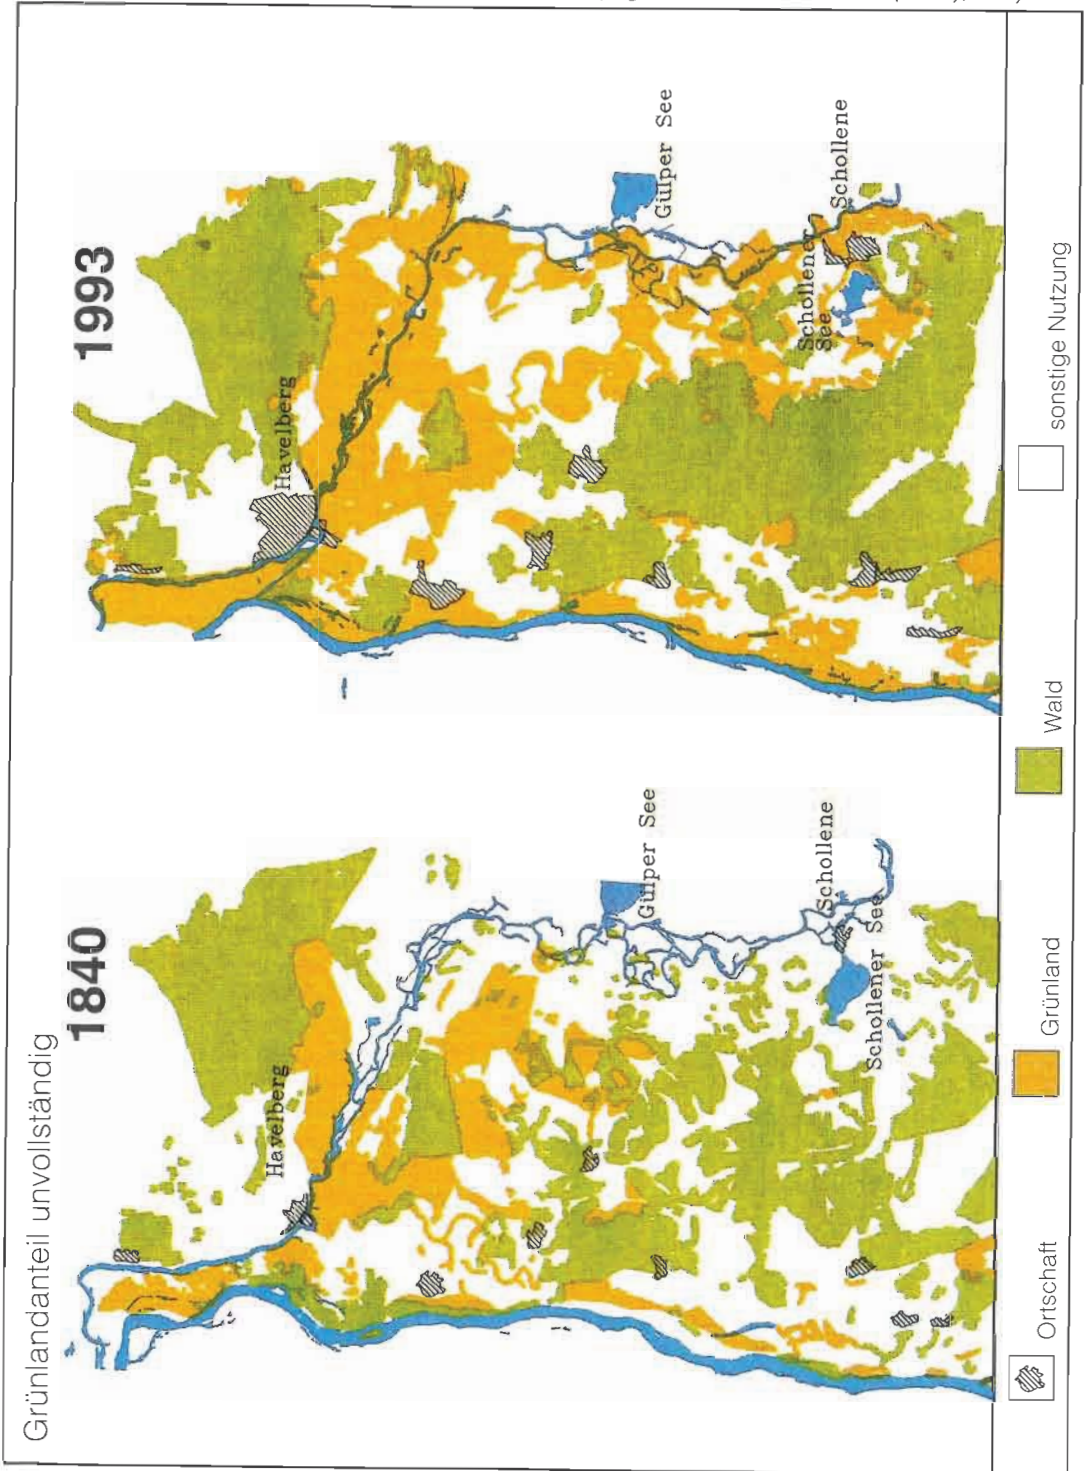 Grünlandanteil unvollständig
1840
Havelberg
Gülper See
Schollene
Schollener See
1993
Havelberg
Gülper See
Schollener
See
Schollene
Ortschaft
Grünland
Wald
sonstige Nutzung